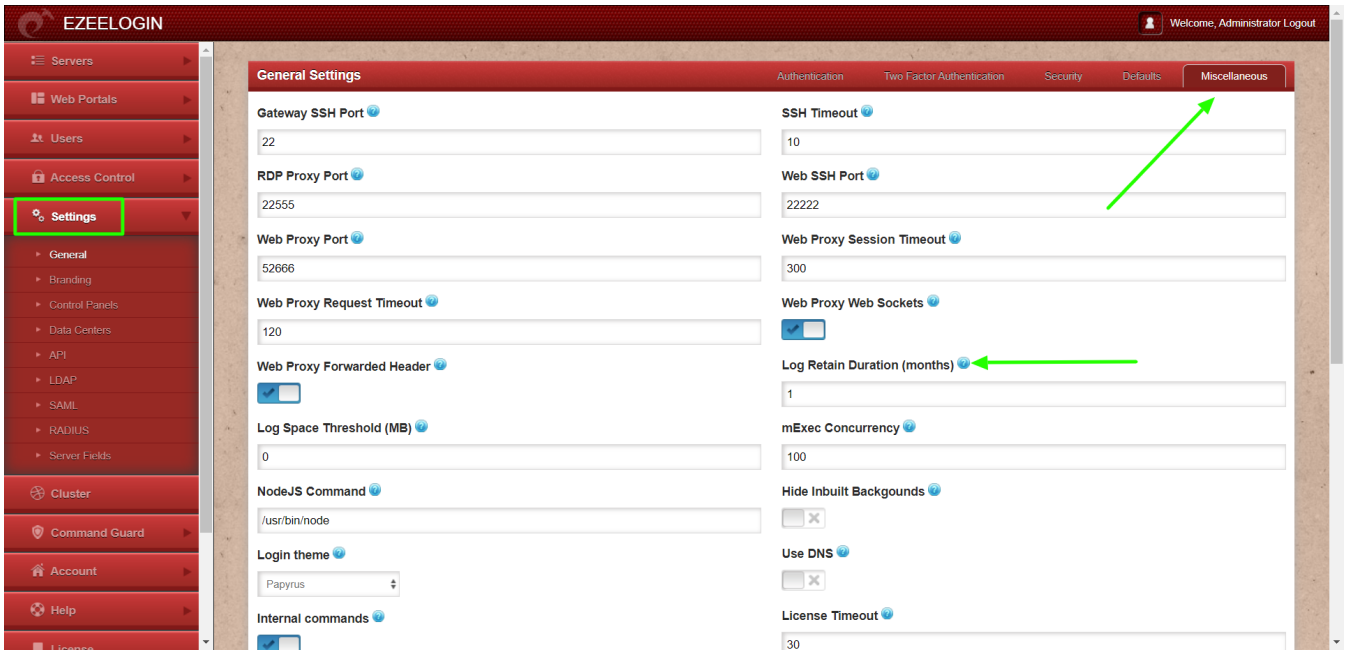 EZEELOGIN
Welcome, Administrator Logout
Servers
Web Portals
Users
Access Control
Settings
General
Branding
Control Panels
Data Centers
API
LDAP
SAML
RADIUS
Server Fields
Cluster
Command Guard
Account
Help
License
General Settings
Authentication
Two Factor Authentication
Security
Defaults
Miscellaneous
Gateway SSH Port
22
SSH Timeout
10
RDP Proxy Port
22555
Web SSH Port
22222
Web Proxy Port
52666
Web Proxy Session Timeout
300
Web Proxy Request Timeout
120
Web Proxy Web Sockets
Web Proxy Forwarded Header
Log Retain Duration (months)
1
Log Space Threshold (MB)
0
mExec Concurrency
100
NodeJS Command
/usr/bin/node
Hide Inbuilt Backgounds
Login theme
Papyrus
Use DNS
Internal commands
License Timeout
30